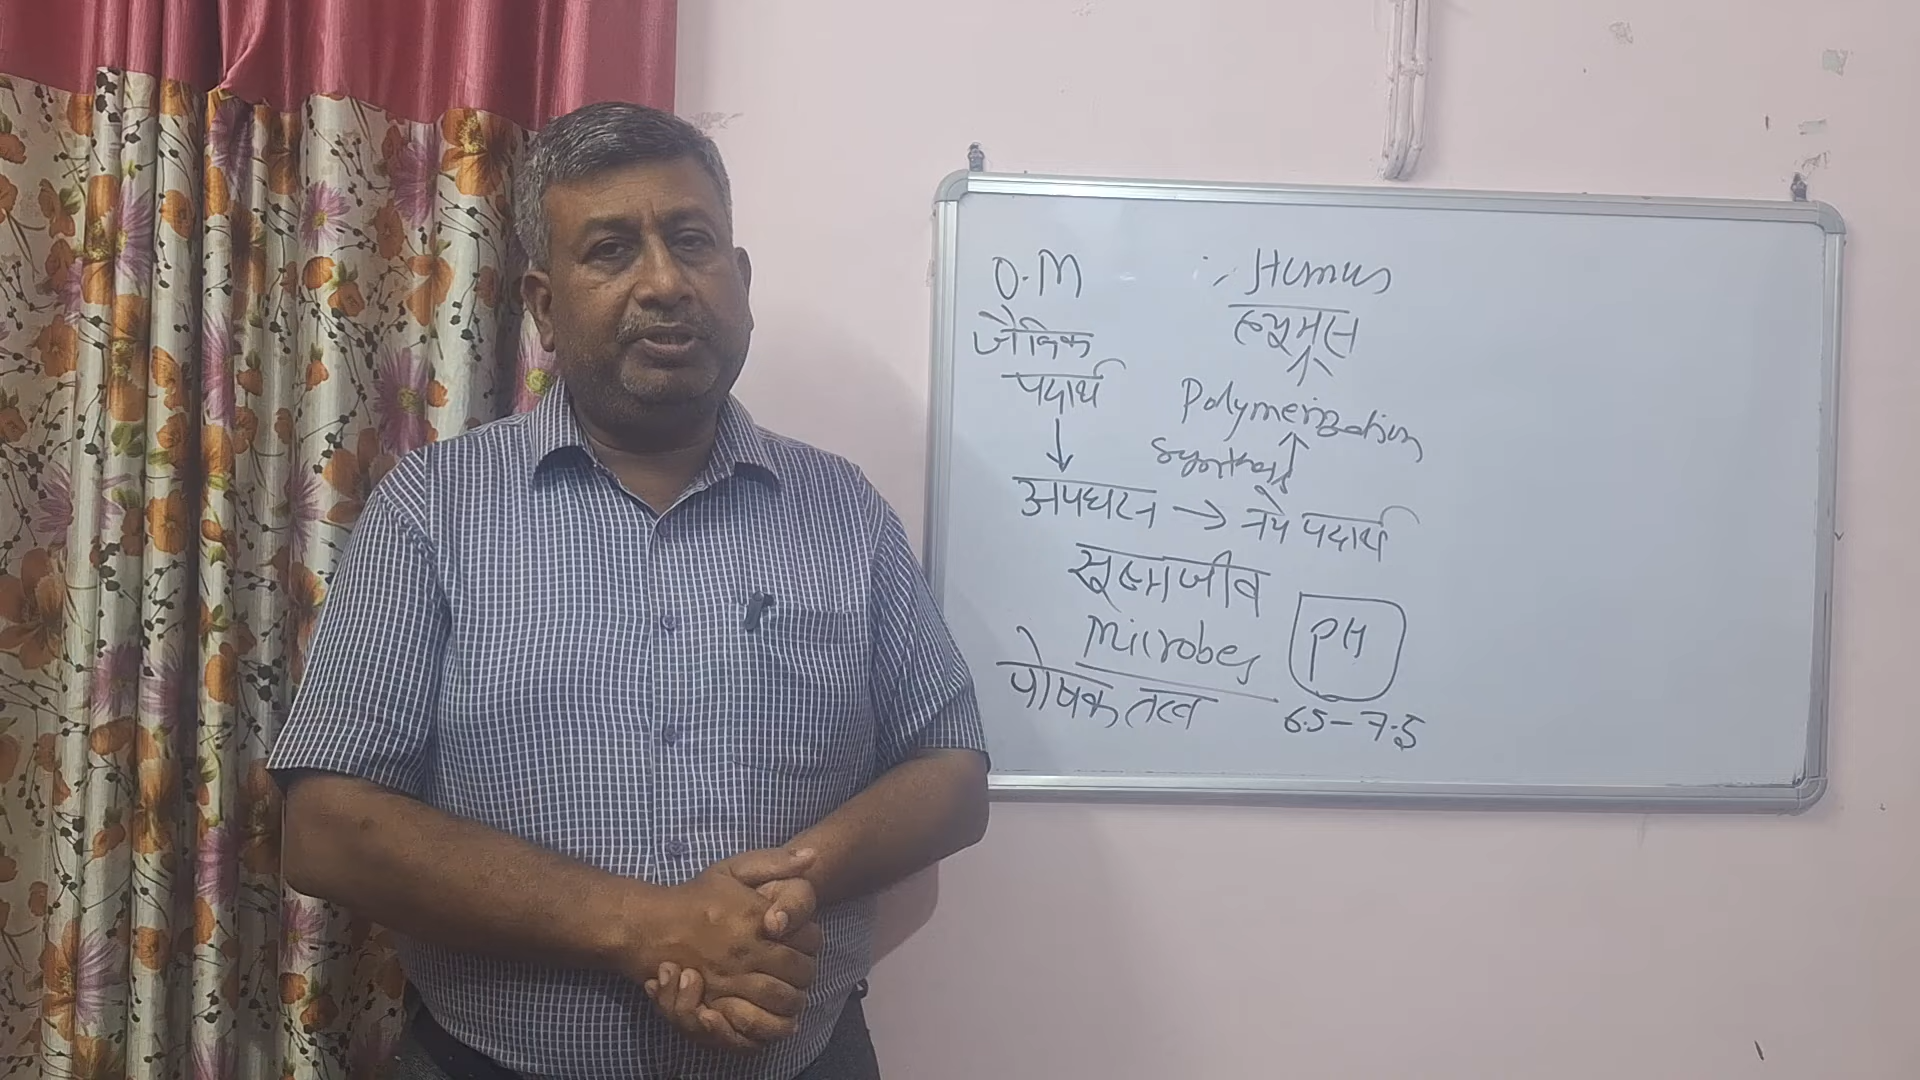 O.M
जैविक
पदार्थ
अपघटन → नये पदार्थ
सूक्ष्मजीव
Microbes
पोषक तत्व
Humus
ह्यूमस
Polymerization
Synthesis
PH
6.5-7.5